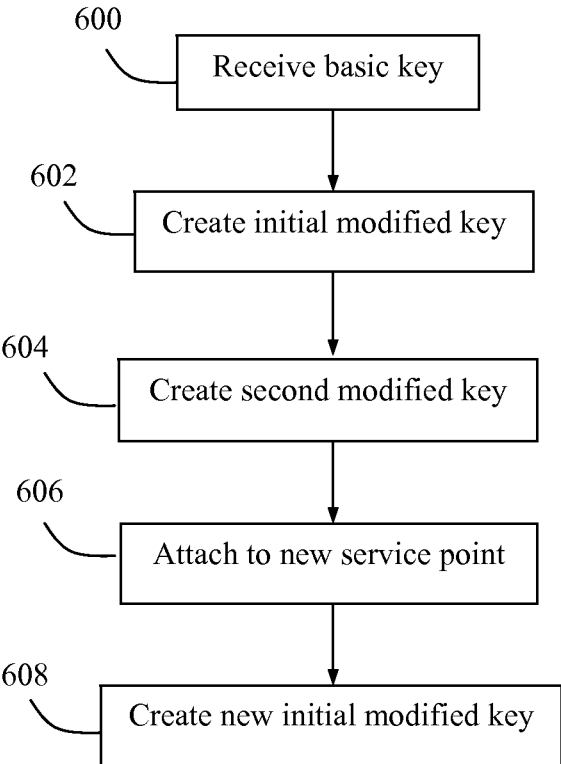 600
Receive basic key
602
Create initial modified key
604
Create second modified key
606
Attach to new service point
608
Create new initial modified key